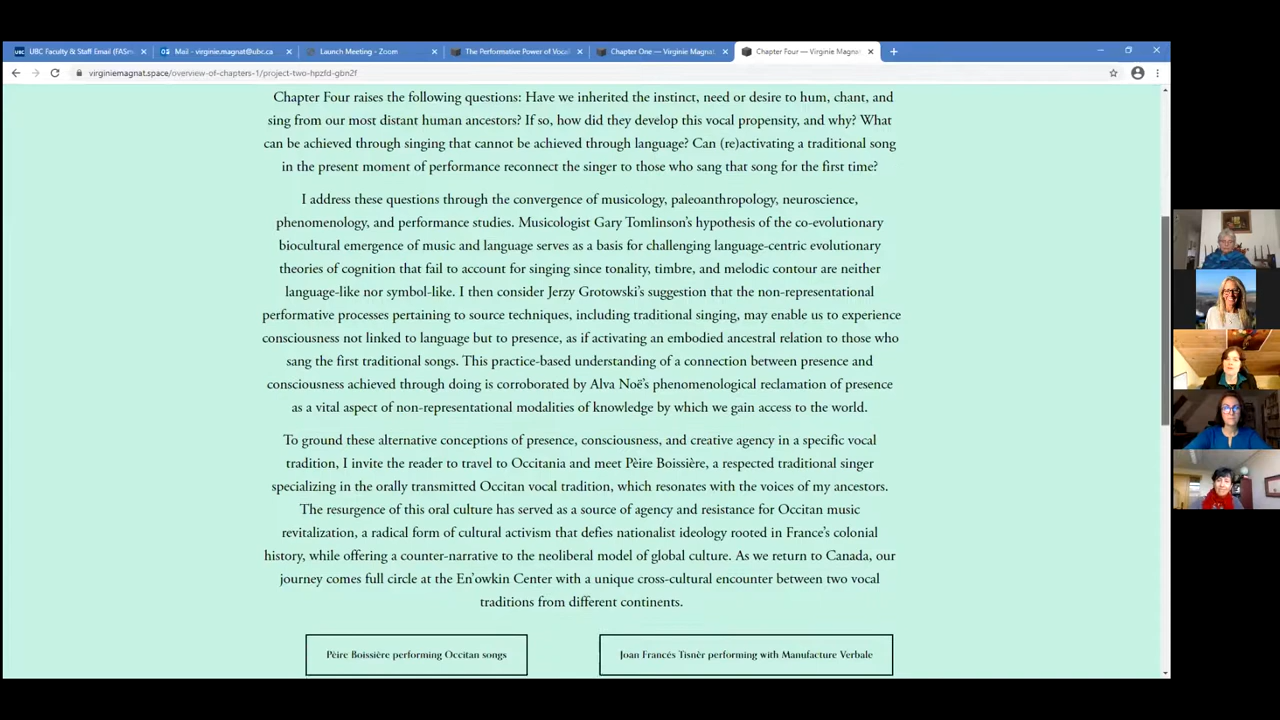 UBC Faculty & Staff Email (FASm
Mail - virginie.magnat@ubc.ca
Launch Meeting - Zoom
The Performative Power of Vocal
Chapter One — Virginie Magnat
Chapter Four — Virginie Magnat
virginiemagnat.space/overview-of-chapters-1/project-two-hpzfd-gbn2f
Chapter Four raises the following questions: Have we inherited the instinct, need or desire to hum, chant, and
sing from our most distant human ancestors? If so, how did they develop this vocal propensity, and why? What
can be achieved through singing that cannot be achieved through language? Can (re)activating a traditional song
in the present moment of performance reconnect the singer to those who sang that song for the first time?
I address these questions through the convergence of musicology, paleoanthropology, neuroscience,
phenomenology, and performance studies. Musicologist Gary Tomlinson's hypothesis of the co-evolutionary
biocultural emergence of music and language serves as a basis for challenging language-centric evolutionary
theories of cognition that fail to account for singing since tonality, timbre, and melodic contour are neither
language-like nor symbol-like. I then consider Jerzy Grotowski's suggestion that the non-representational
performative processes pertaining to source techniques, including traditional singing, may enable us to experience
consciousness not linked to language but to presence, as if activating an embodied ancestral relation to those who
sang the first traditional songs. This practice-based understanding of a connection between presence and
consciousness achieved through doing is corroborated by Alva Noë's phenomenological reclamation of presence
as a vital aspect of non-representational modalities of knowledge by which we gain access to the world.
To ground these alternative conceptions of presence, consciousness, and creative agency in a specific vocal
tradition, I invite the reader to travel to Occitania and meet Pèire Boissière, a respected traditional singer
specializing in the orally transmitted Occitan vocal tradition, which resonates with the voices of my ancestors.
The resurgence of this oral culture has served as a source of agency and resistance for Occitan music
revitalization, a radical form of cultural activism that defies nationalist ideology rooted in France's colonial
history, while offering a counter-narrative to the neoliberal model of global culture. As we return to Canada, our
journey comes full circle at the En'owkin Center with a unique cross-cultural encounter between two vocal
traditions from different continents.
Pèire Boissière performing Occitan songs
Joan Francés Tisnèr performing with Manufacture Verbale